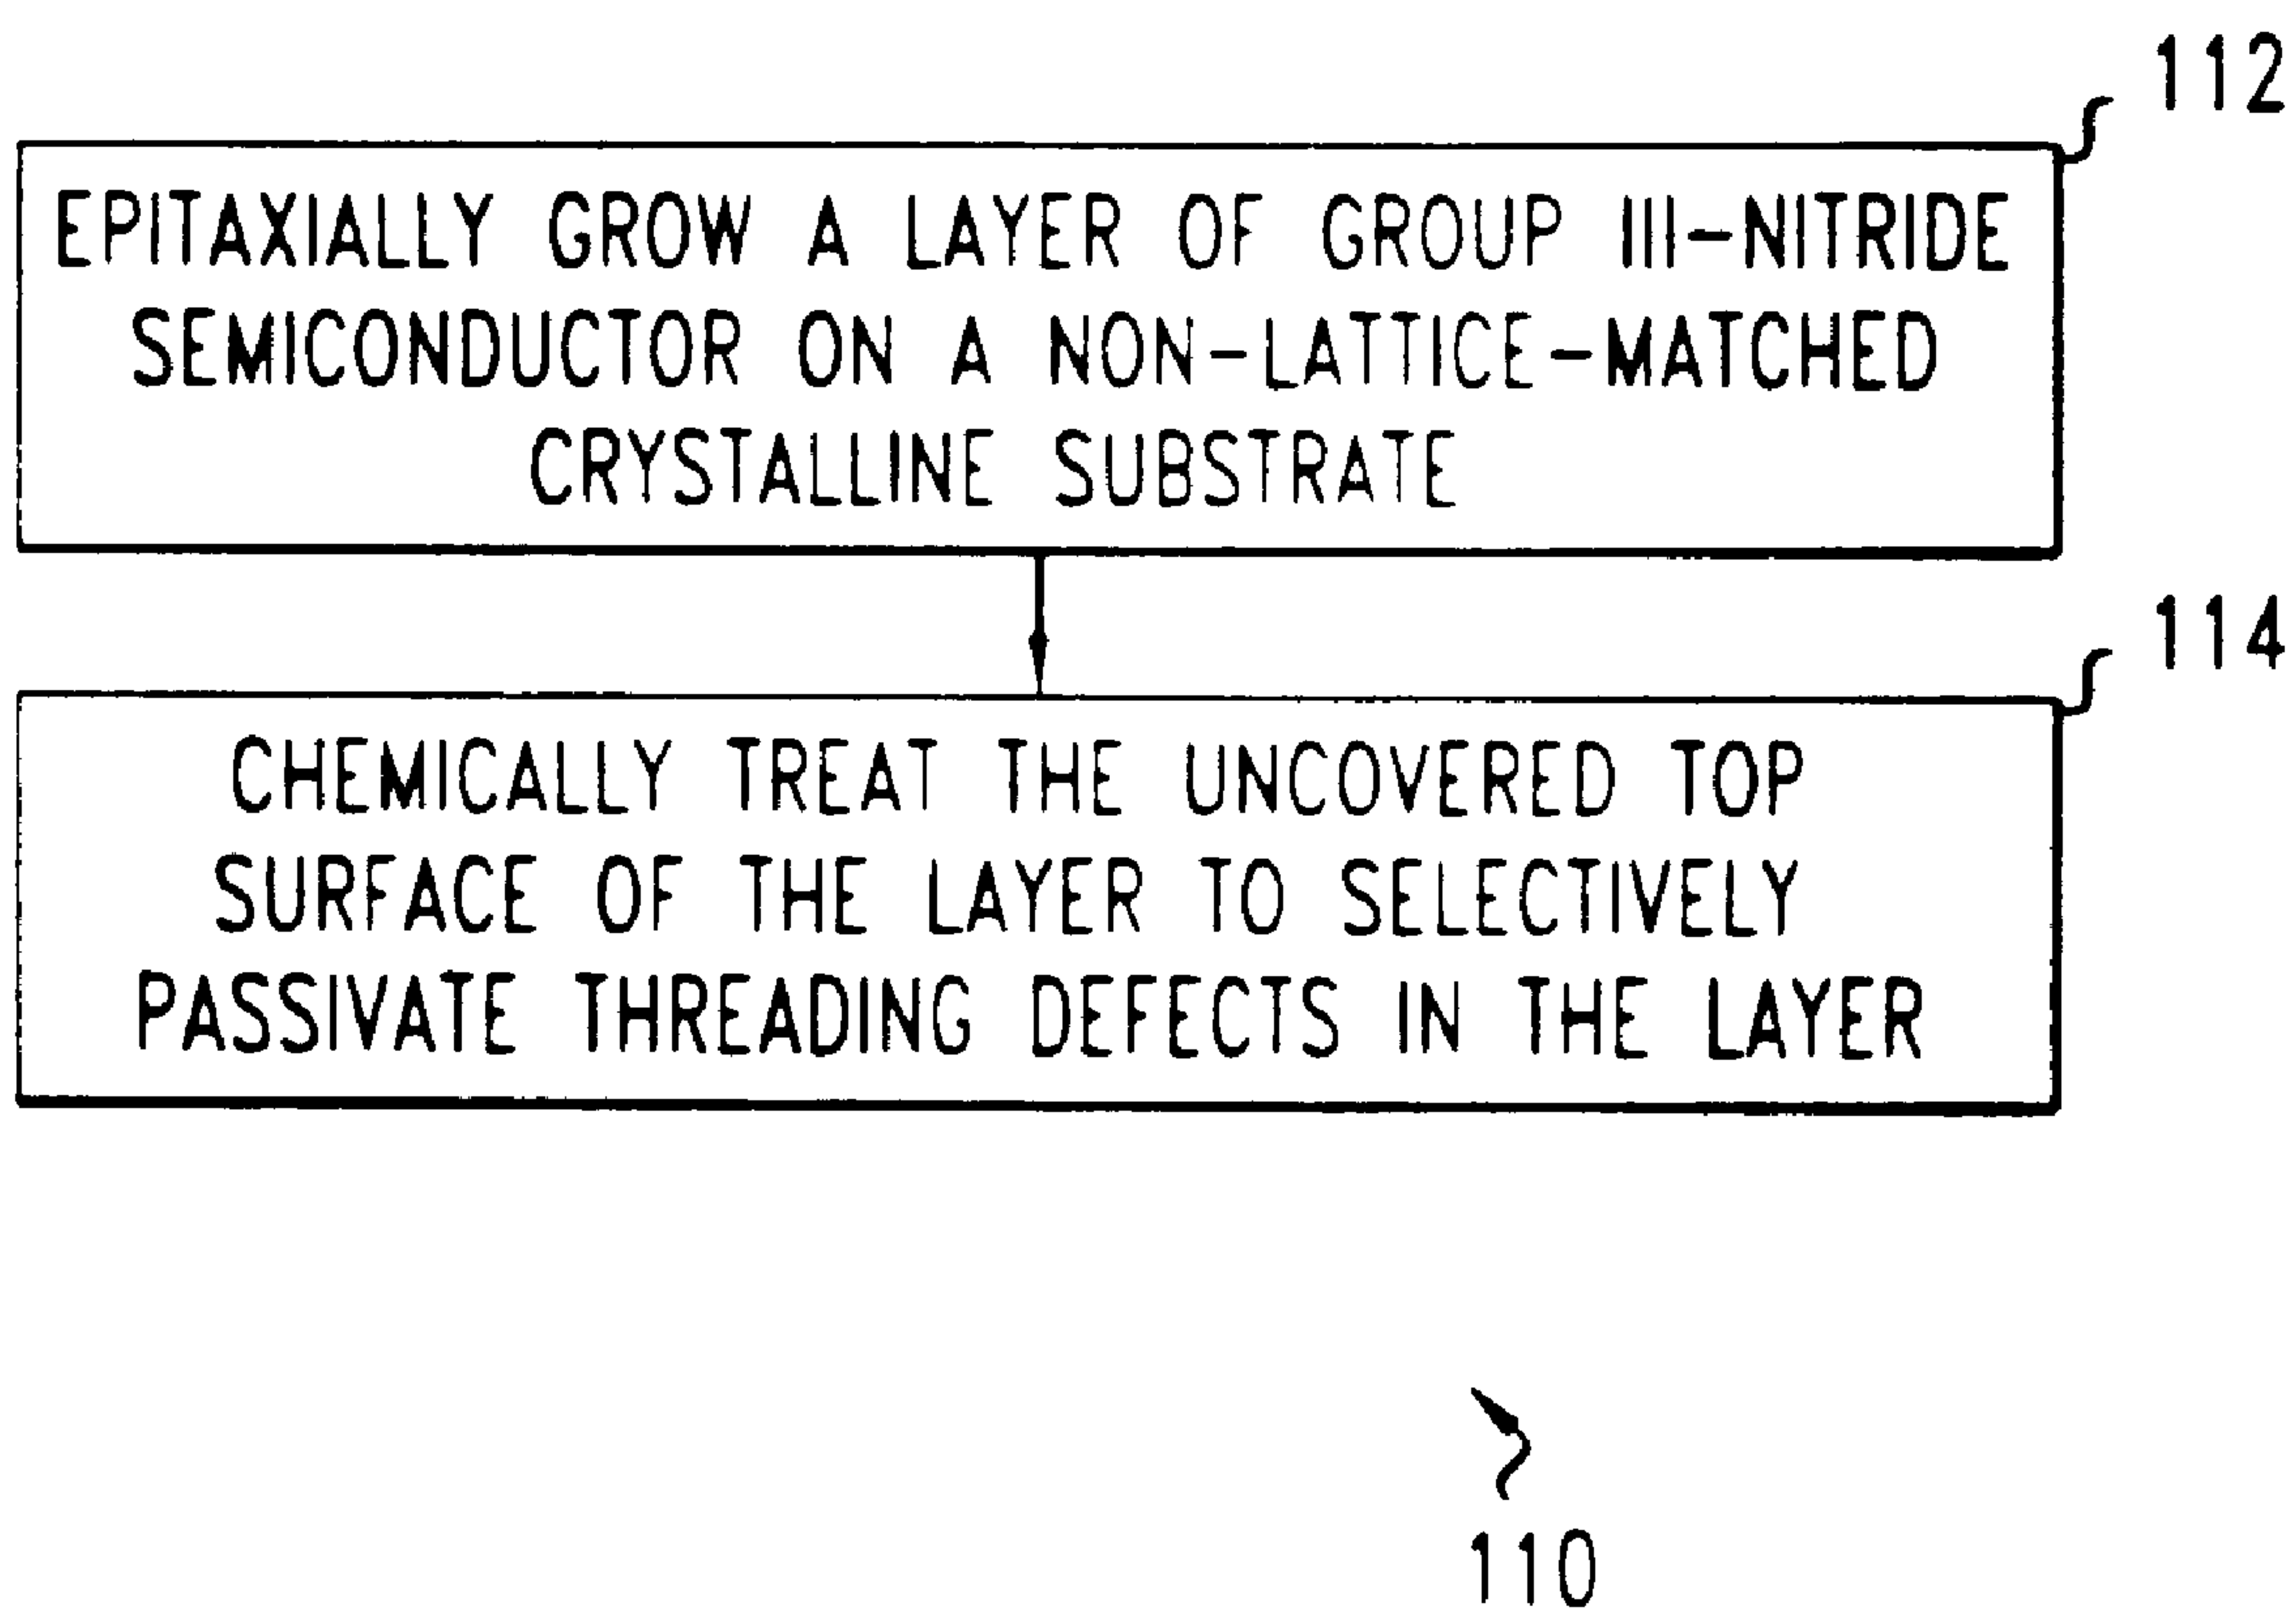 112
EPITAXIALLY GROW A LAYER OF GROUP III-NITRIDE
SEMICONDUCTOR ON A NON-LATTICE-MATCHED
CRYSTALLINE SUBSTRATE
114
CHEMICALLY TREAT THE UNCOVERED TOP
SURFACE OF THE LAYER TO SELECTIVELY
PASSIVATE THREADING DEFECTS IN THE LAYER
110